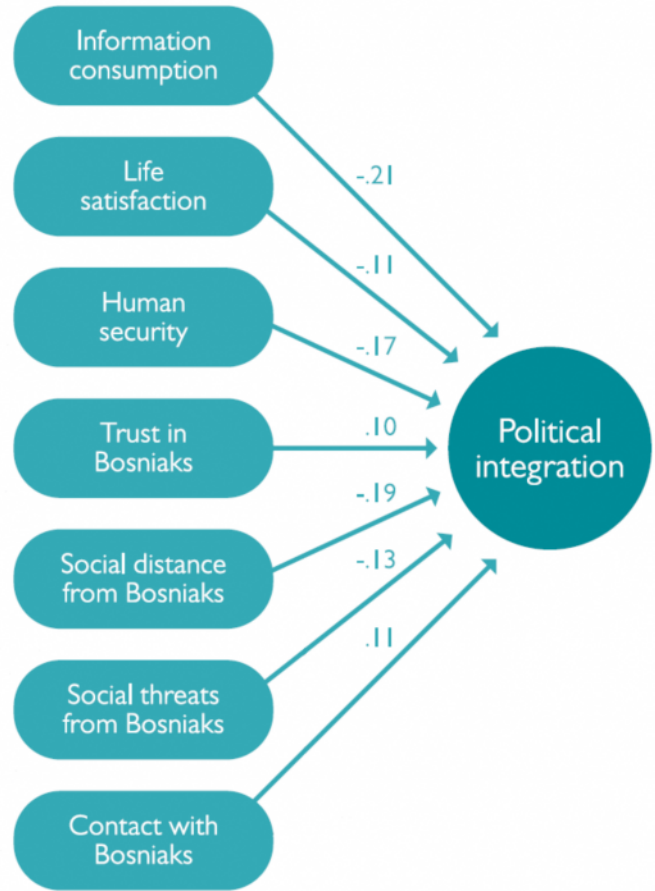 Information
consumption
-.21
Life
satisfaction
-.11
Human
security
-.17
Trust in
Bosniaks
.10
Political
integration
-.19
Social distance
from Bosniaks
-.13
Social threats
from Bosniaks
.11
Contact with
Bosniaks